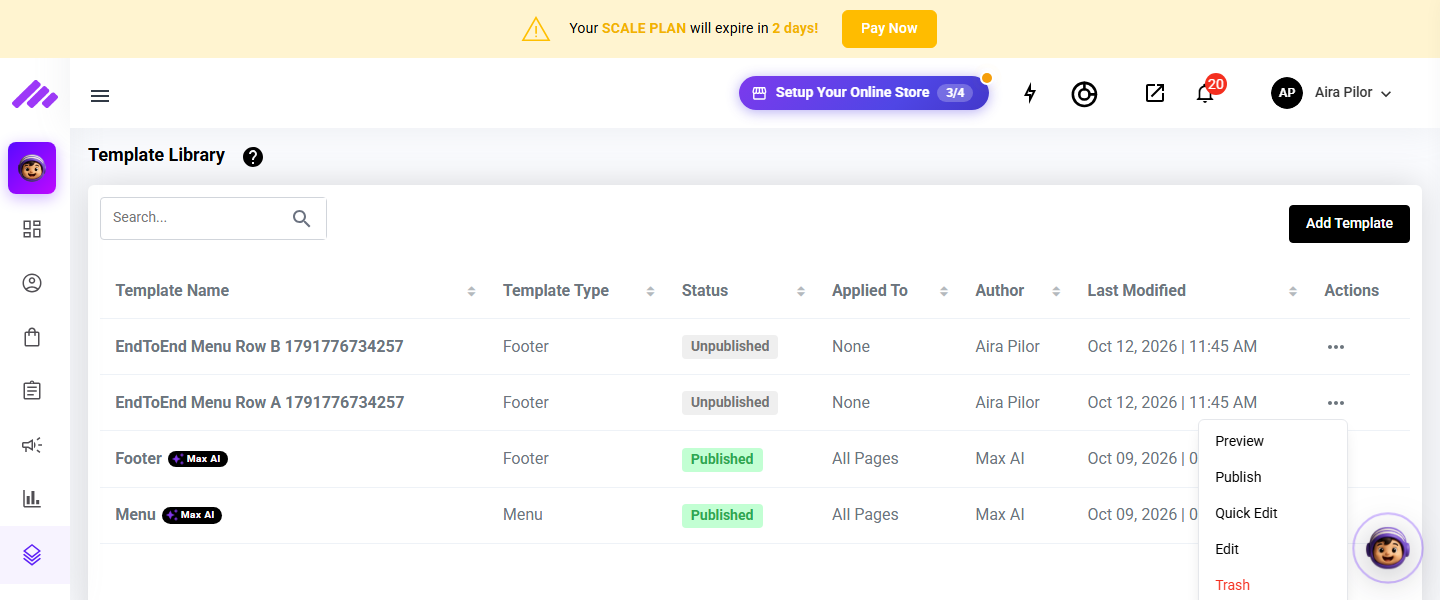 Your SCALE PLAN will expire in 2 days!
Pay Now
Setup Your Online Store 3/4
20
AP
Aira Pilor
Template Library
?
Search...
Add Template
Template Name Template Type Status Applied To Author Last Modified Actions
EndToEnd Menu Row B 1791776734257 Footer Unpublished None Aira Pilor Oct 12, 2026 | 11:45 AM
EndToEnd Menu Row A 1791776734257 Footer Unpublished None Aira Pilor Oct 12, 2026 | 11:45 AM
Footer Max AI Footer Published All Pages Max AI Oct 09, 2026 | 0
Menu Max AI Menu Published All Pages Max AI Oct 09, 2026 | 0
Preview
Publish
Quick Edit
Edit
Trash